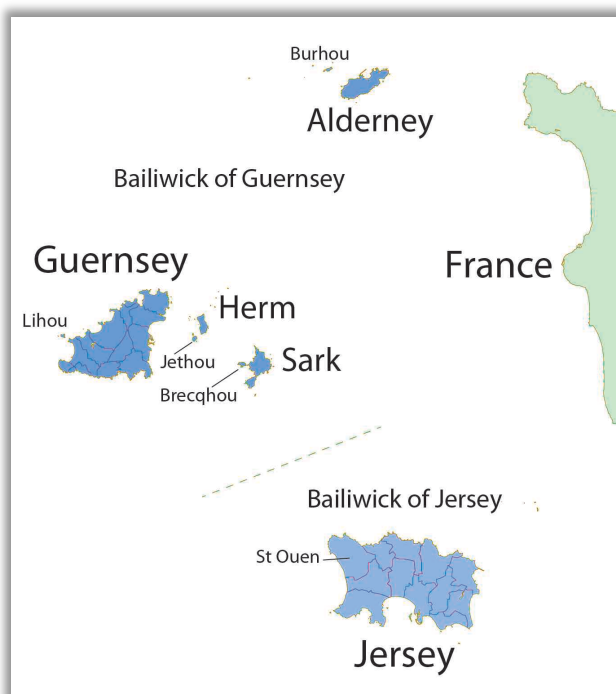 Burhou
Alderney
Bailiwick of Guernsey
Guernsey
France
Herm
Lihou
Jethou
Sark
Brecqhou
Bailiwick of Jersey
St Ouen
Jersey